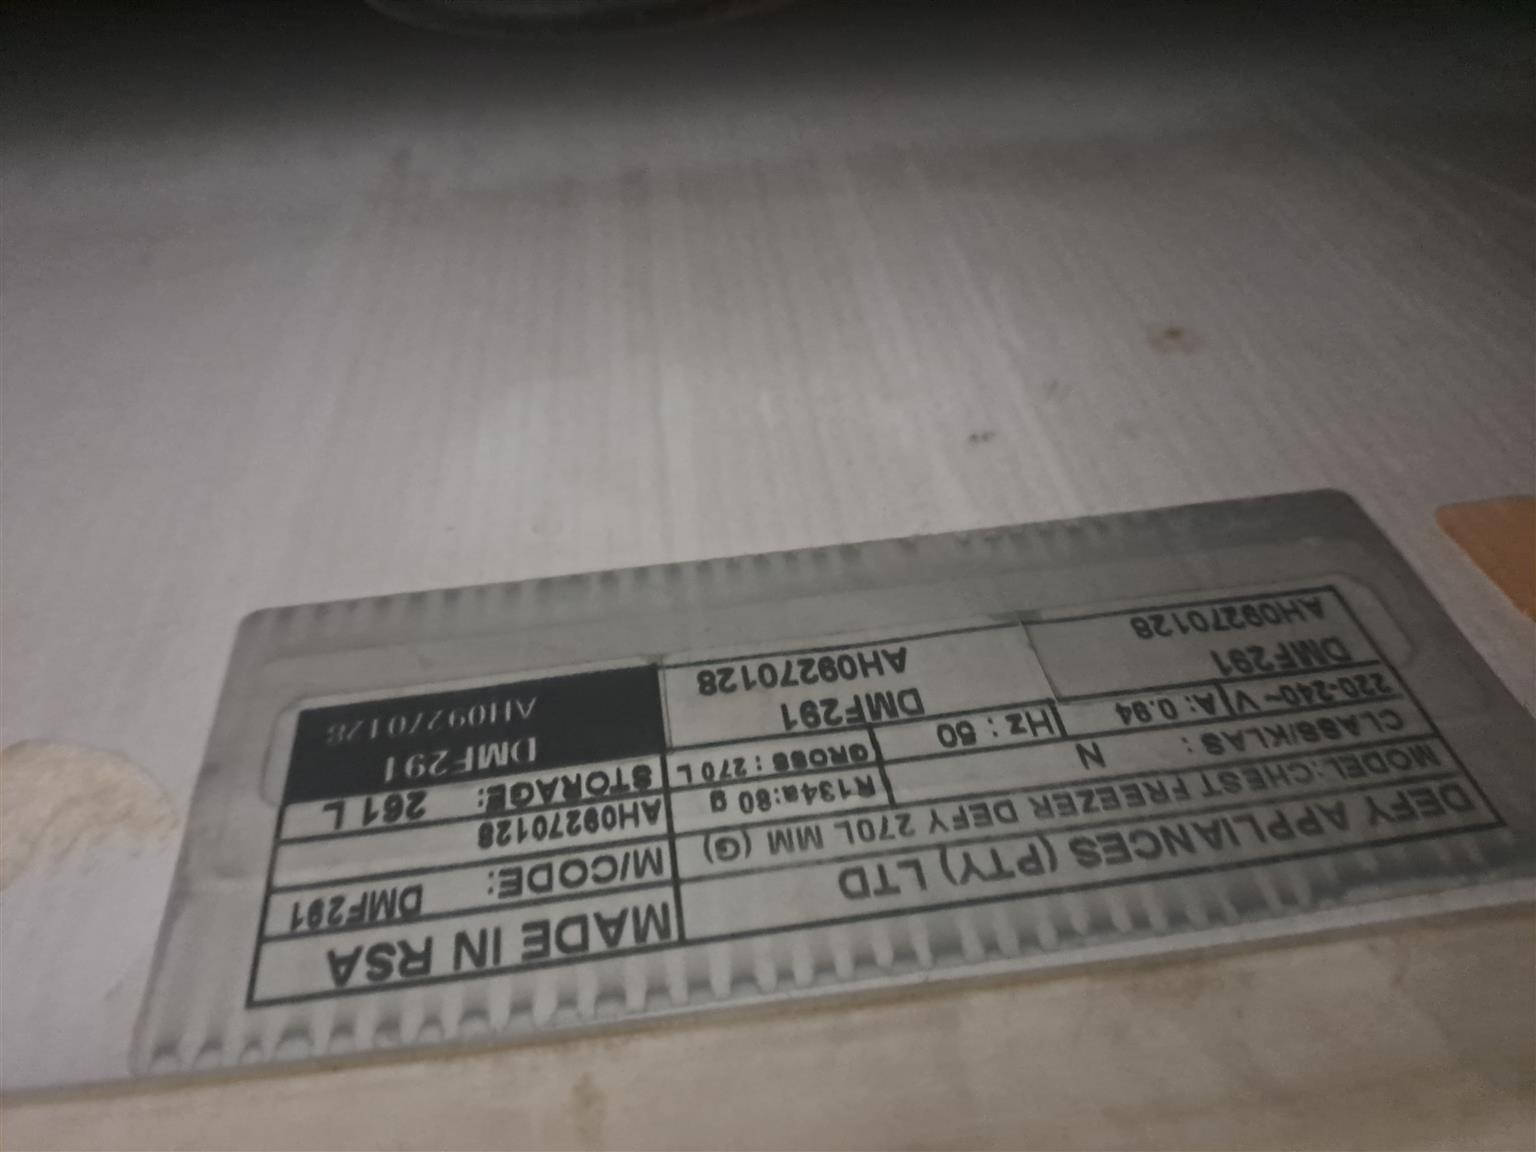 DEFY APPLIANCES (PTY) LTD
MADE IN RSA
MODEL:CHEST FREEZER DEFY 270L MM (G)
M/CODE: DMF291
AH09270128
CLASS/KLAS: N
R134a:80 g
STORAGE: 261 L
220-240~ V A: 0.94
Hz : 50
GROSS : 270 L
DMF291
AH09270128
DMF291
AH09270128
DMF291
AH09270128